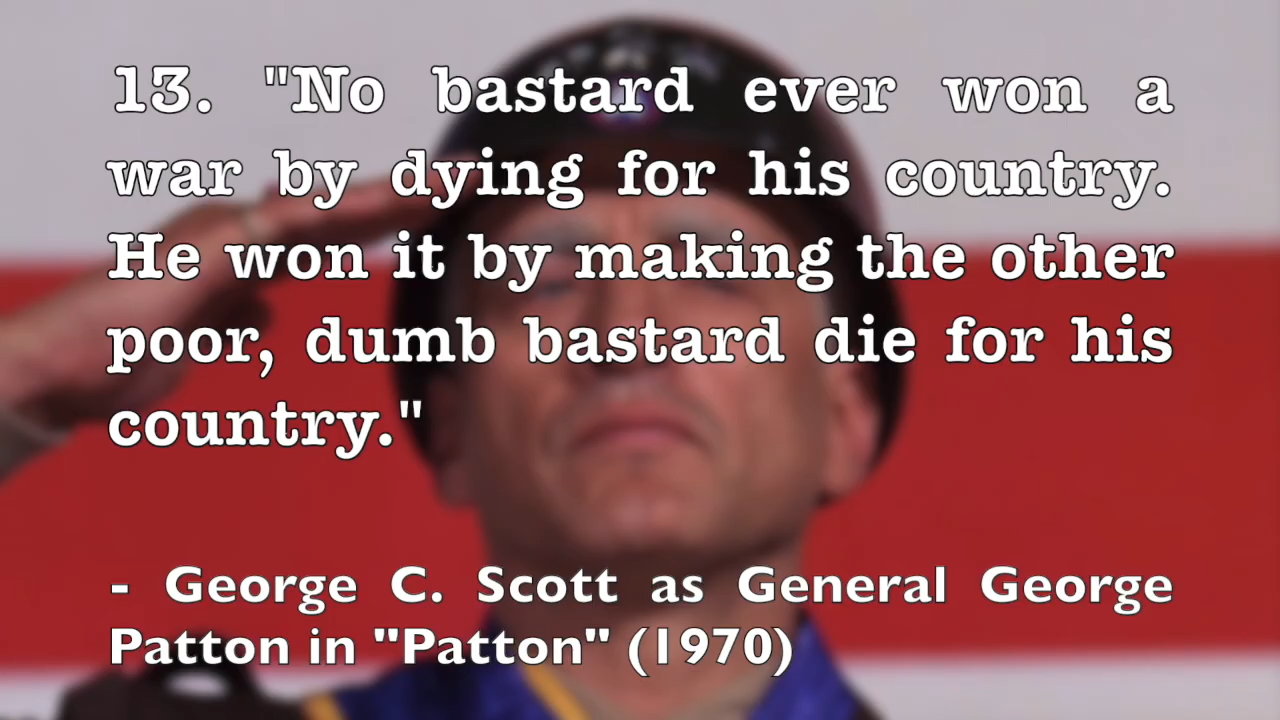 13. "No bastard ever won a
war by dying for his country.
He won it by making the other
poor, dumb bastard die for his
country."
- George C. Scott as General George
Patton in "Patton" (1970)